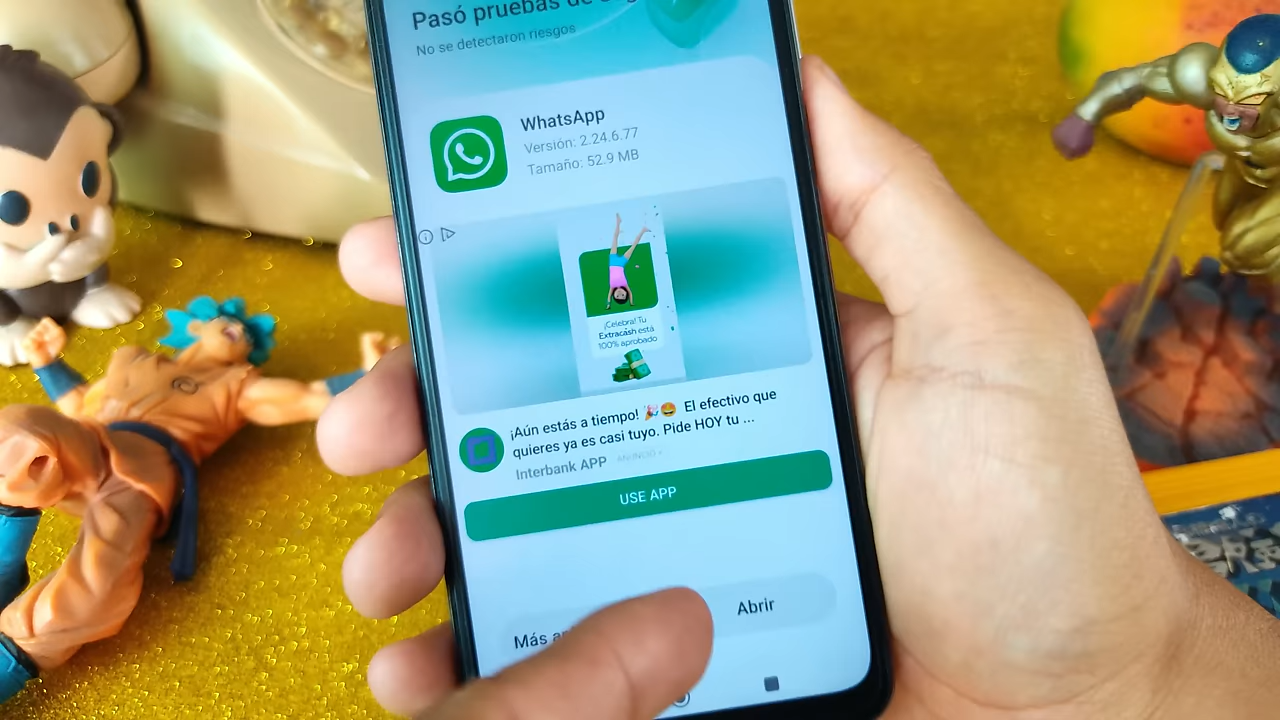 Pasó pruebas de
No se detectaron riesgos
WhatsApp
Versión: 2.24.6.77
Tamaño: 52.9 MB
¡Celebra! Tu
Extracash está
100% aprobado
¡Aún estás a tiempo! 🎉🤩 El efectivo que
quieres ya es casi tuyo. Pide HOY tu ...
Interbank APP ANUNCIO
USE APP
Abrir
Más